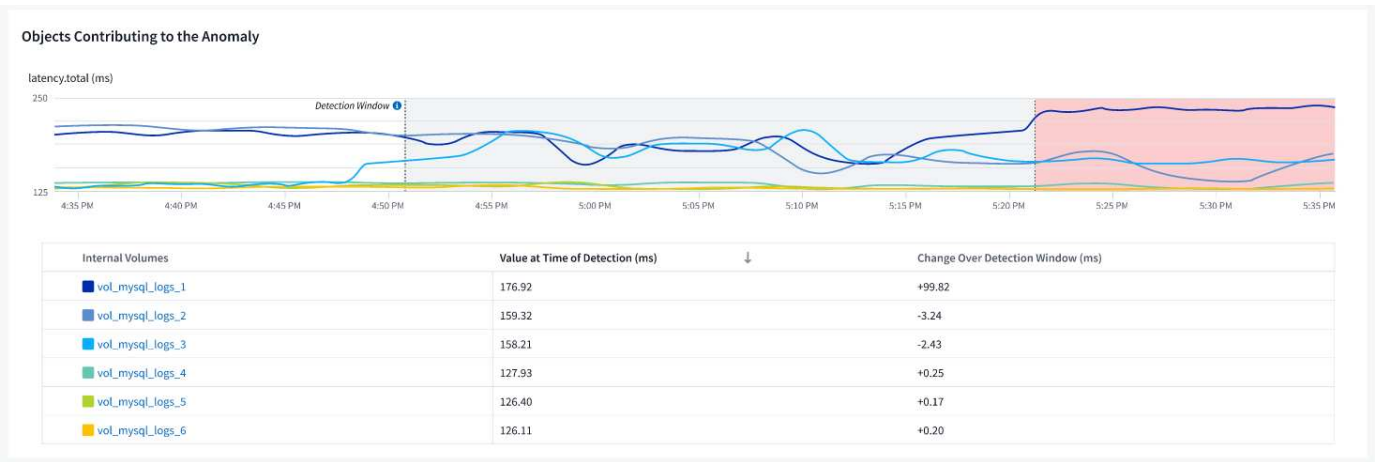 Objects Contributing to the Anomaly
latency.total (ms)
250
Detection Window
125
4:35 PM 4:40 PM 4:45 PM 4:50 PM 4:55 PM 5:00 PM 5:05 PM 5:10 PM 5:15 PM 5:20 PM 5:25 PM 5:30 PM 5:35 PM
Internal Volumes Value at Time of Detection (ms) ↓ Change Over Detection Window (ms)
vol_mysql_logs_1 176.92 +99.82
vol_mysql_logs_2 159.32 -3.24
vol_mysql_logs_3 158.21 -2.43
vol_mysql_logs_4 127.93 +0.25
vol_mysql_logs_5 126.40 +0.17
vol_mysql_logs_6 126.11 +0.20